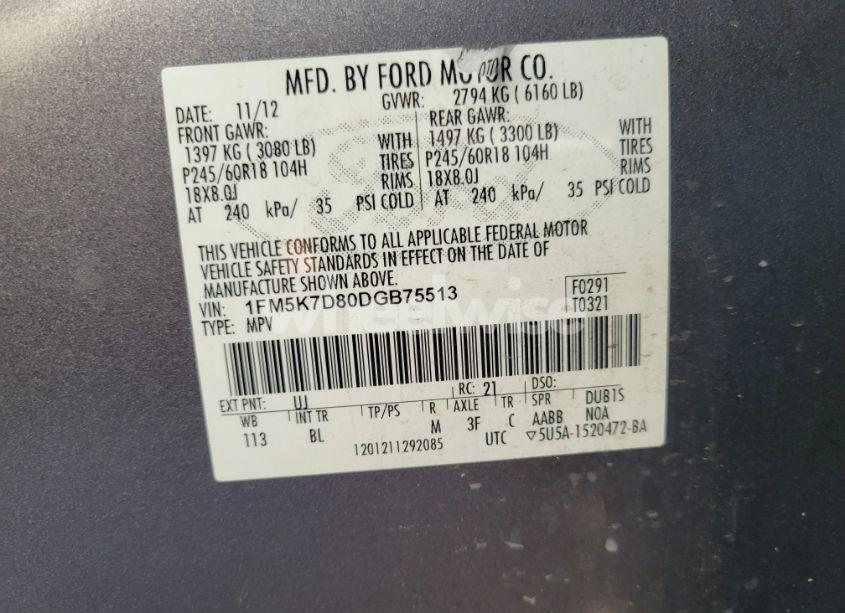 MFD. BY FORD MOTOR CO.
DATE: 11/12 GVWR: 2794 KG ( 6160 LB)
FRONT GAWR: REAR GAWR:
1397 KG ( 3080 LB) WITH 1497 KG ( 3300 LB) WITH
P245/60R18 104H TIRES P245/60R18 104H TIRES
18X8.0J RIMS 18X8.0J RIMS
AT 240 kPa/ 35 PSI COLD AT 240 kPa/ 35 PSI COLD
THIS VEHICLE CONFORMS TO ALL APPLICABLE FEDERAL MOTOR
VEHICLE SAFETY STANDARDS IN EFFECT ON THE DATE OF
MANUFACTURE SHOWN ABOVE.
VIN: 1FM5K7D80DGB75513 F0291
TYPE: MPV T0321
wheelwise
EXT PNT: UJ RC: 21 DSO:
WB INT TR TP/PS R AXLE TR SPR DUB1S
113 BL M 3F C AABB N0A
1201211292085 UTC ▽5U5A-1520472-BA